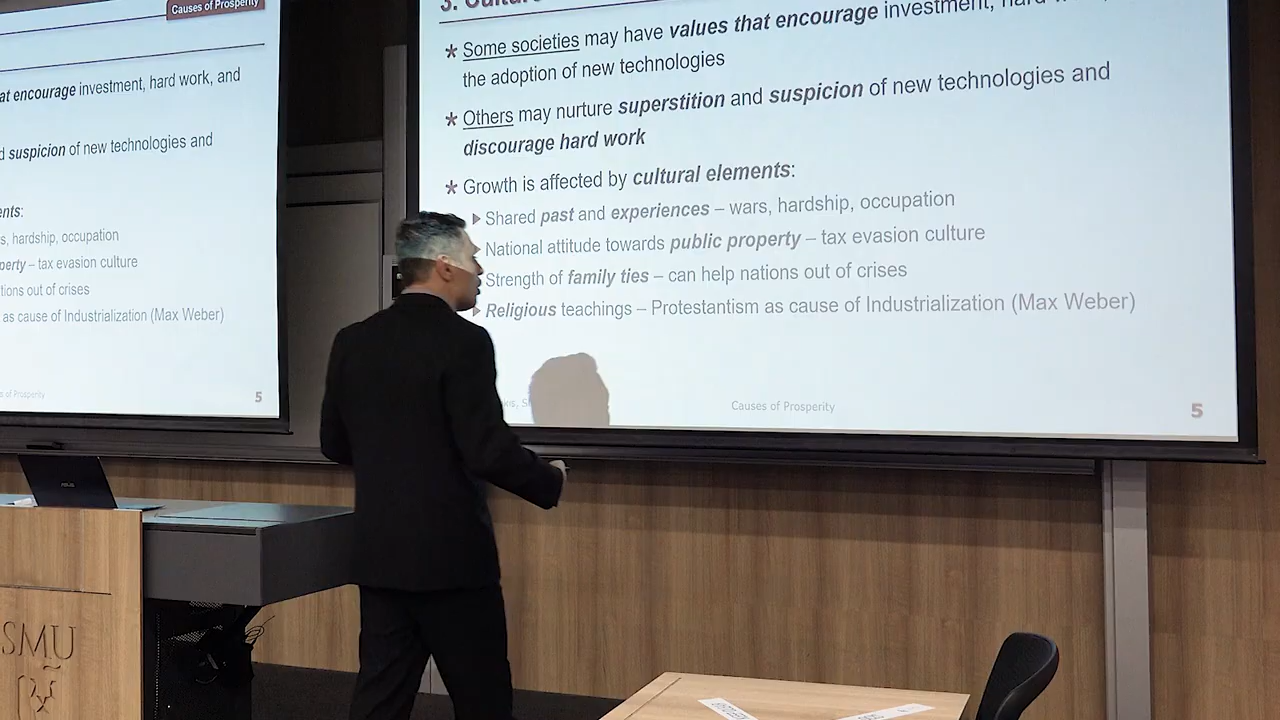 Causes of Prosperity
at encourage investment, hard work, and
suspicion of new technologies and
ents:
s, hardship, occupation
perty – tax evasion culture
tions out of crises
as cause of Industrialization (Max Weber)
s of Prosperity
5
3. Culture
* Some societies may have values that encourage investment,
the adoption of new technologies
* Others may nurture superstition and suspicion of new technologies and
discourage hard work
* Growth is affected by cultural elements:
Shared past and experiences – wars, hardship, occupation
National attitude towards public property – tax evasion culture
Strength of family ties – can help nations out of crises
Religious teachings – Protestantism as cause of Industrialization (Max Weber)
Causes of Prosperity
5
ASUS
SMU